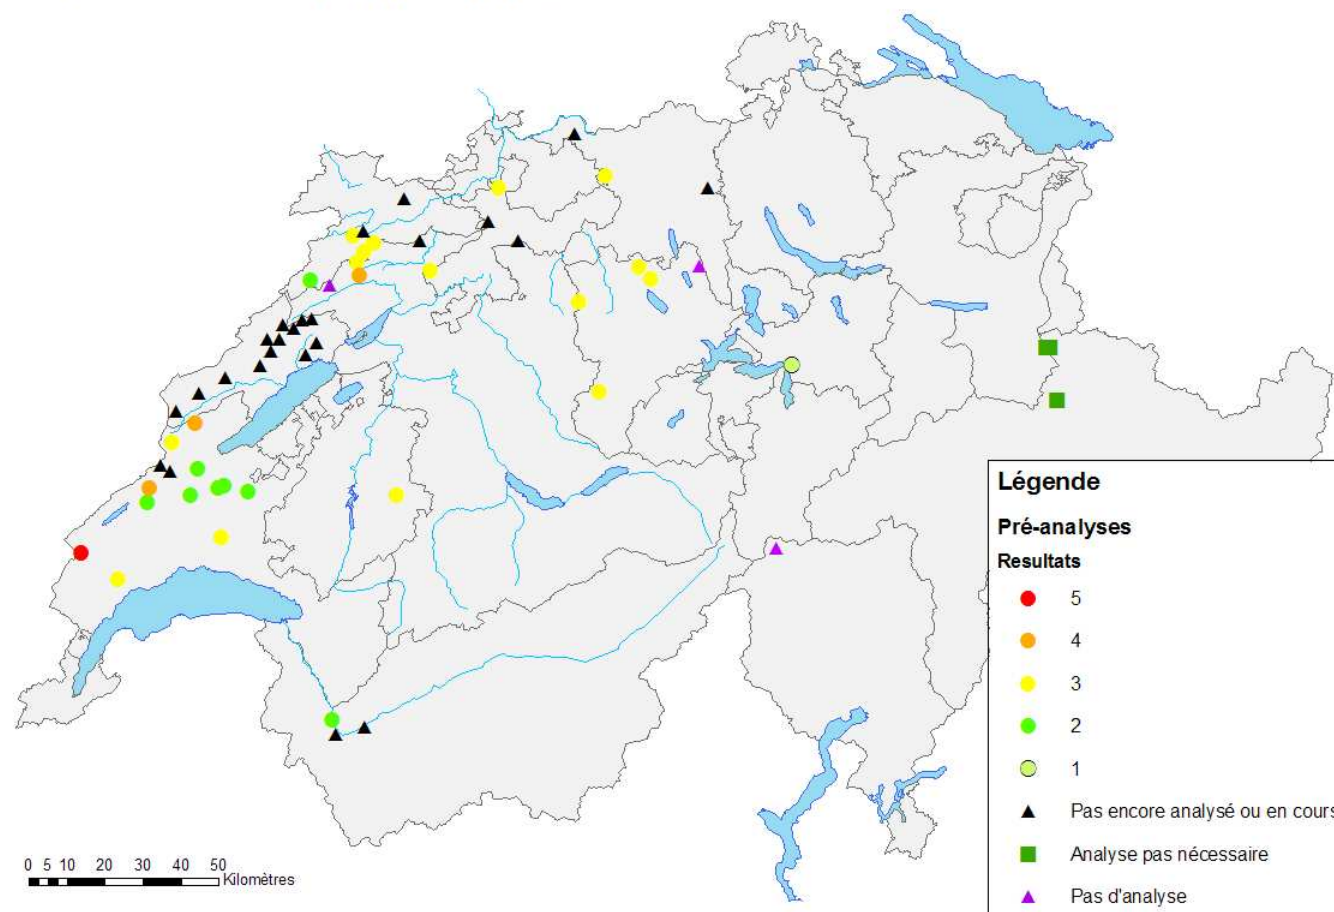 Légende
Pré-analyses
Resultats
5
4
3
2
1
Pas encore analysé ou en cours
Analyse pas nécessaire
Pas d'analyse
0 5 10 20 30 40 50
Kilomètres